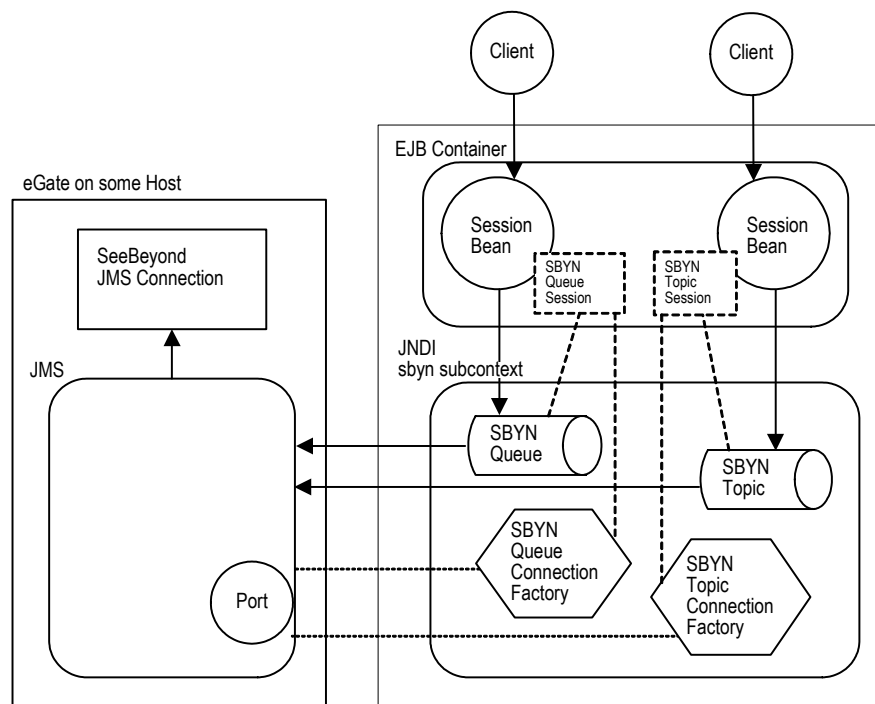 Client
Client
EJB Container
eGate on some Host
Session
Bean
Session
Bean
SeeBeyond
JMS Connection
SBYN
Queue
Session
SBYN
Topic
Session
JNDI
sbyn subcontext
JMS
SBYN
Queue
SBYN
Topic
SBYN
Queue
Connection
Factory
SBYN
Topic
Connection
Factory
Port